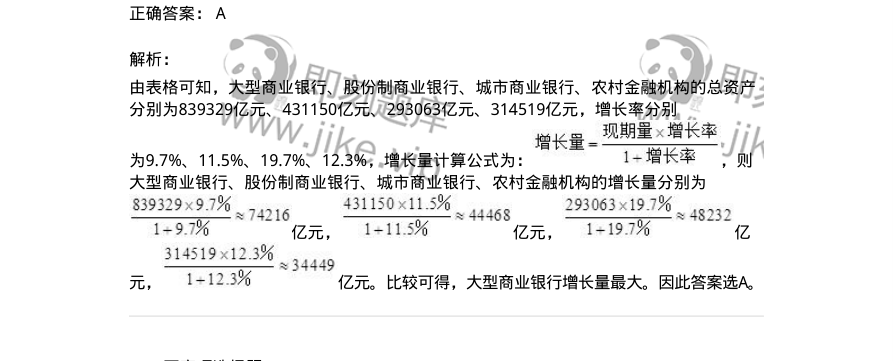 正确答案： A
解析：
由表格可知，大型商业银行、股份制商业银行、城市商业银行、农村金融机构的总资产
分别为839329亿元、431150亿元、293063亿元、314519亿元，增长率分别
为9.7%、11.5%、19.7%、12.3%，增长量计算公式为： 增长量=现期量×增长率/1+增长率 ，则
大型商业银行、股份制商业银行、城市商业银行、农村金融机构的增长量分别为
839329×9.7%/1+9.7%≈74216 亿元， 431150×11.5%/1+11.5%≈44468 亿元， 293063×19.7%/1+19.7%≈48232 亿
元， 314519×12.3%/1+12.3%≈34449 亿元。比较可得，大型商业银行增长量最大。因此答案选A。
即刻题库
www.jike.vip